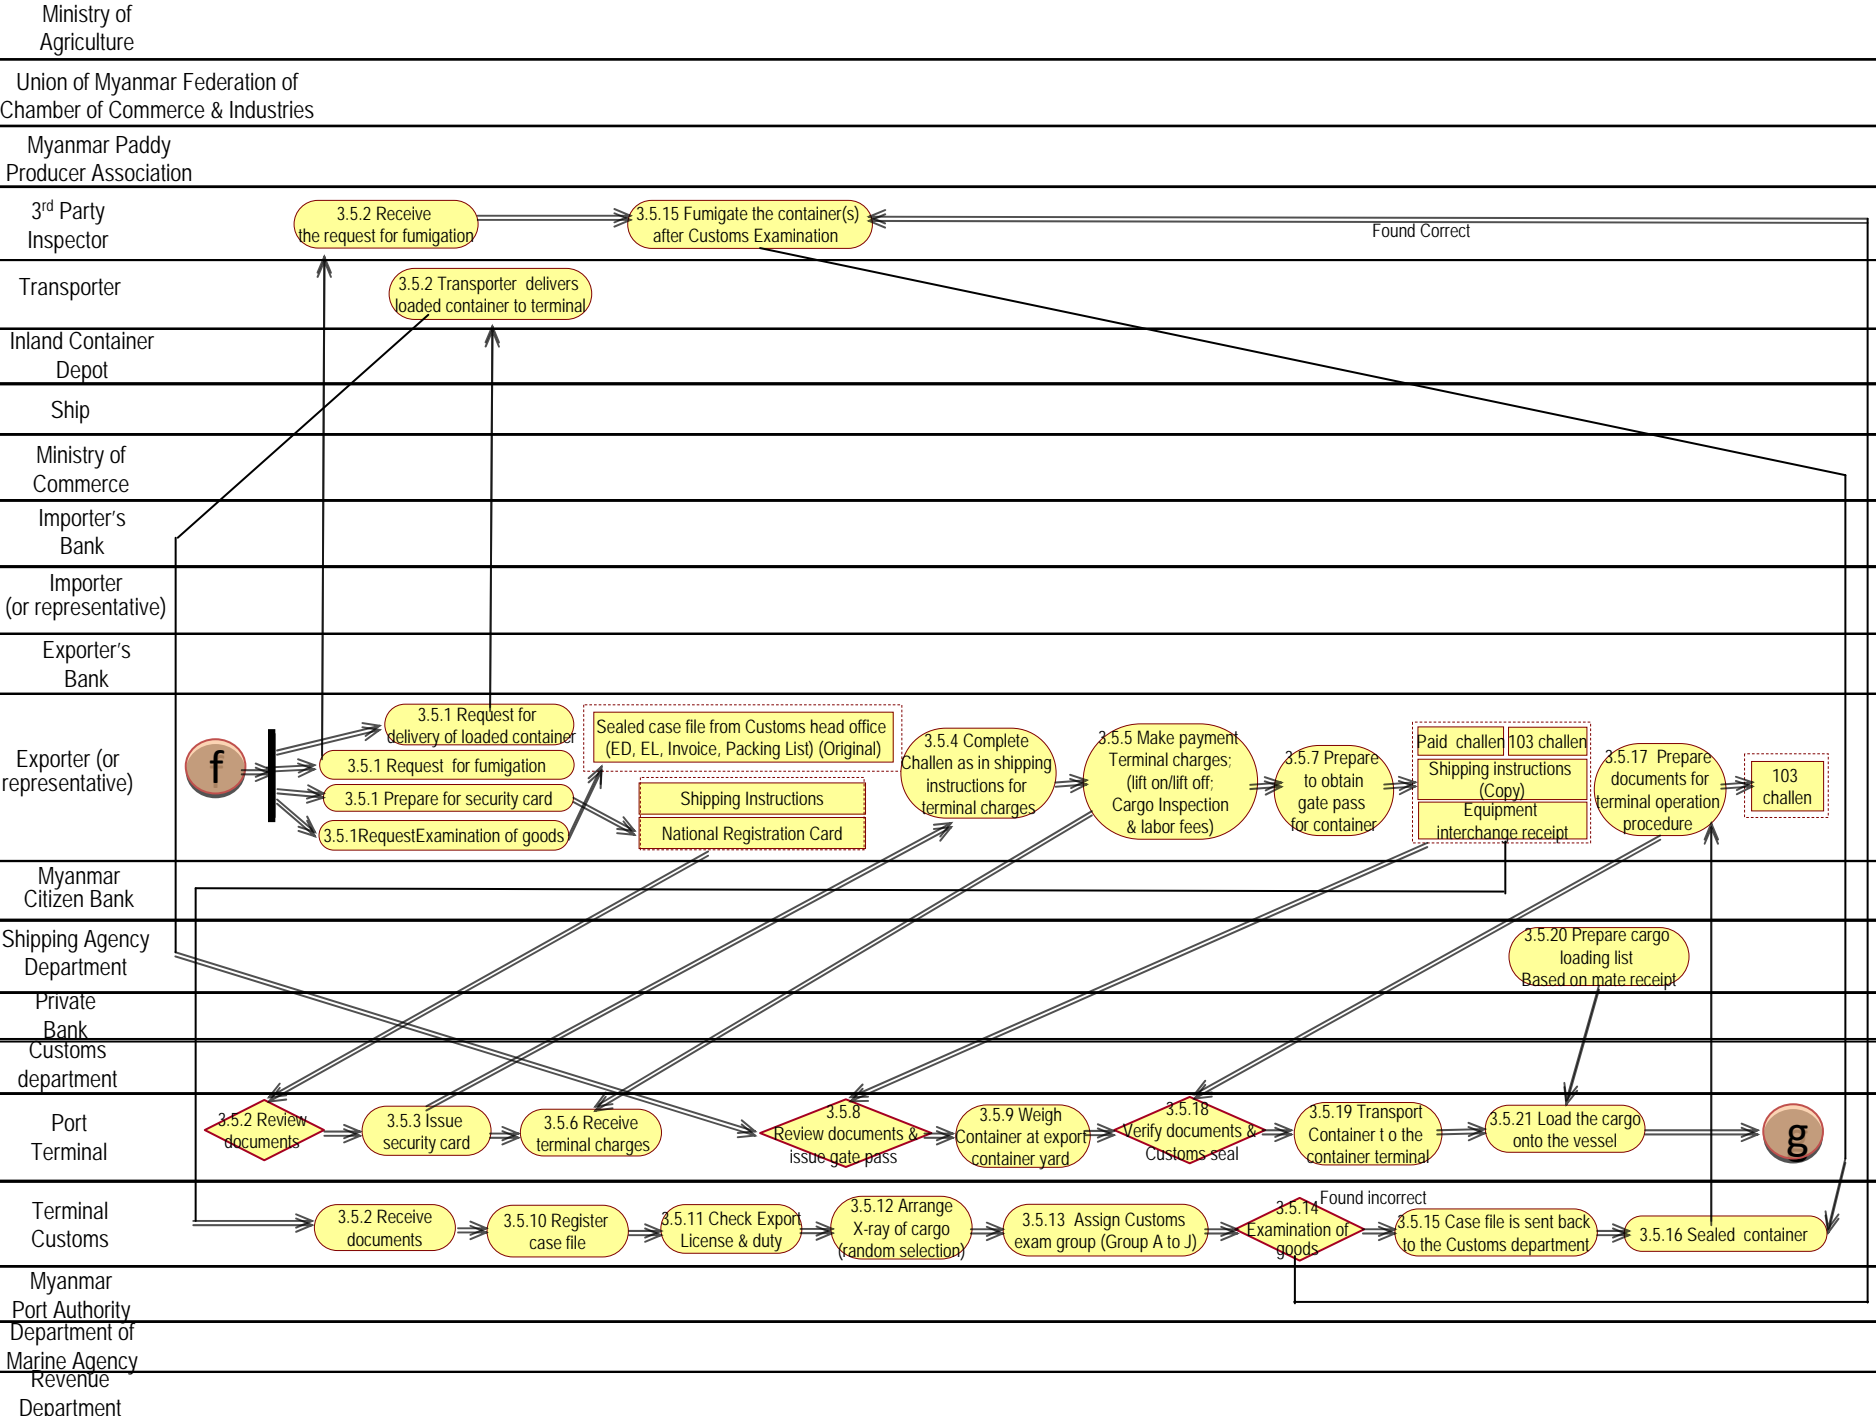 Ministry of
Agriculture
Union of Myanmar Federation of
Chamber of Commerce & Industries
Myanmar Paddy
Producer Association
3rd Party
Inspector
3.5.2 Receive
the request for fumigation
3.5.15 Fumigate the container(s)
after Customs Examination
Found Correct
Transporter
3.5.2 Transporter delivers
loaded container to terminal
Inland Container
Depot
Ship
Ministry of
Commerce
Importer's
Bank
Importer
(or representative)
Exporter's
Bank
Exporter (or
representative)
f
3.5.1 Request for
delivery of loaded container
3.5.1 Request for fumigation
3.5.1 Prepare for security card
3.5.1RequestExamination of goods
Sealed case file from Customs head office
(ED, EL, Invoice, Packing List) (Original)
Shipping Instructions
National Registration Card
3.5.4 Complete
Challen as in shipping
instructions for
terminal charges
3.5.5 Make payment
Terminal charges;
(lift on/lift off;
Cargo Inspection
& labor fees)
3.5.7 Prepare
to obtain
gate pass
for container
Paid challen
103 challen
Shipping instructions
(Copy)
Equipment
interchange receipt
3.5.17 Prepare
documents for
terminal operation
procedure
103
challen
Myanmar
Citizen Bank
Shipping Agency
Department
3.5.20 Prepare cargo
loading list
Based on mate receipt
Private
Bank
Customs
department
Port
Terminal
3.5.2 Review
documents
3.5.3 Issue
security card
3.5.6 Receive
terminal charges
3.5.8
Review documents &
issue gate pass
3.5.9 Weigh
Container at export
container yard
3.5.18
Verify documents &
Customs seal
3.5.19 Transport
Container t o the
container terminal
3.5.21 Load the cargo
onto the vessel
g
Terminal
Customs
3.5.2 Receive
documents
3.5.10 Register
case file
3.5.11 Check Export
License & duty
3.5.12 Arrange
X-ray of cargo
(random selection)
3.5.13 Assign Customs
exam group (Group A to J)
3.5.14
Examination of
goods
Found incorrect
3.5.15 Case file is sent back
to the Customs department
3.5.16 Sealed container
Myanmar
Port Authority
Department of
Marine Agency
Revenue
Department